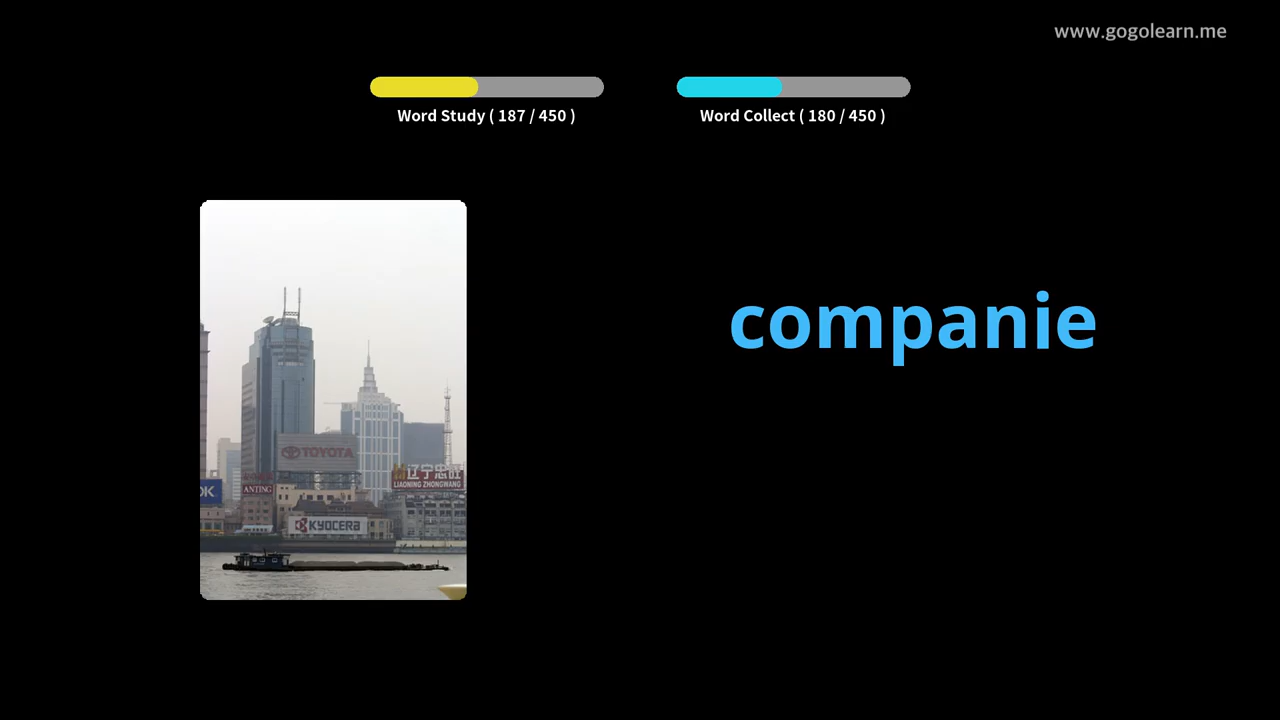 www.gogolearn.me
Word Study ( 187 / 450 )
Word Collect ( 180 / 450 )
companie
TOYOTA
辽宁忠旺
LIAONING ZHONGWANG
OK
ANTING
KYOCERA